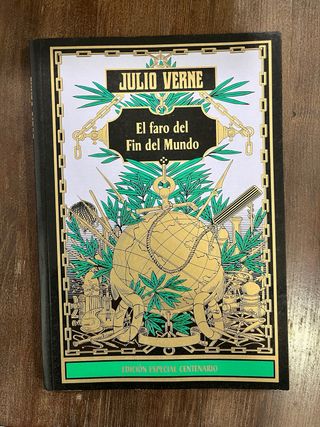 JULIO VERNE
El faro del
Fin del Mundo
EDICIÓN ESPECIAL CENTENARIO